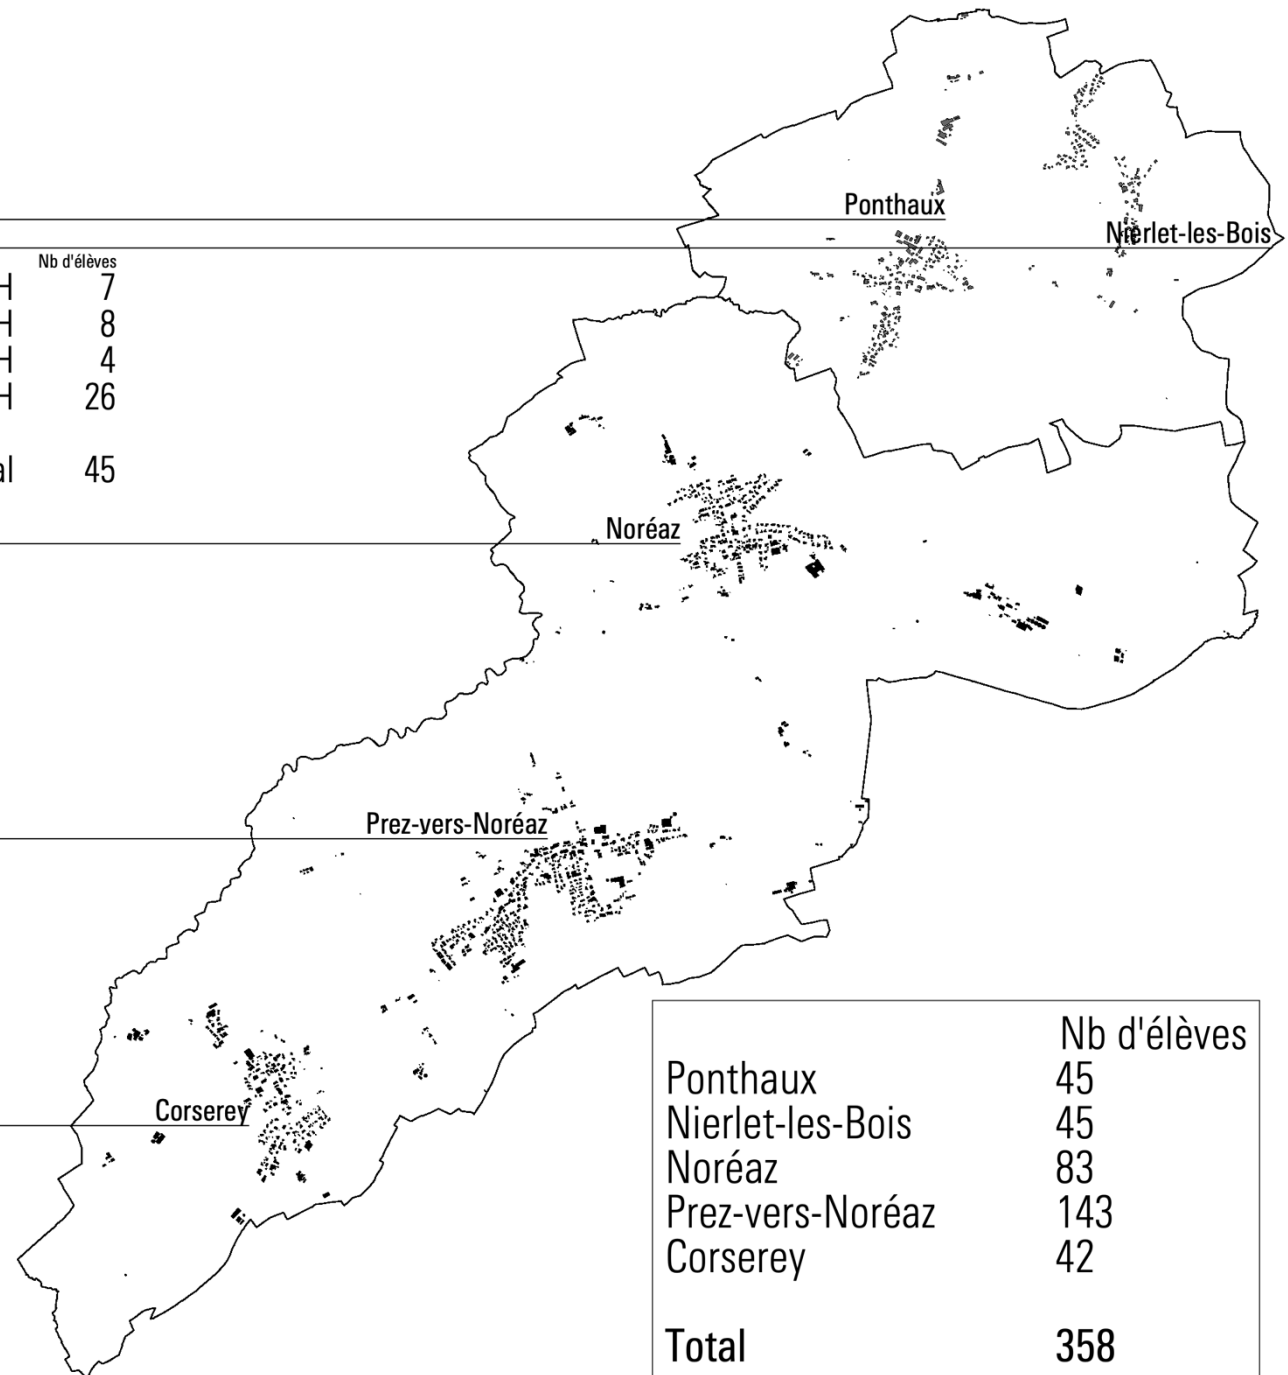 Ponthaux
Nierlet-les-Bois
Nb d'élèves
H 7
H 8
H 4
H 26
al 45
Noréaz
Prez-vers-Noréaz
Corserey
Nb d'élèves
Ponthaux 45
Nierlet-les-Bois 45
Noréaz 83
Prez-vers-Noréaz 143
Corserey 42
Total 358